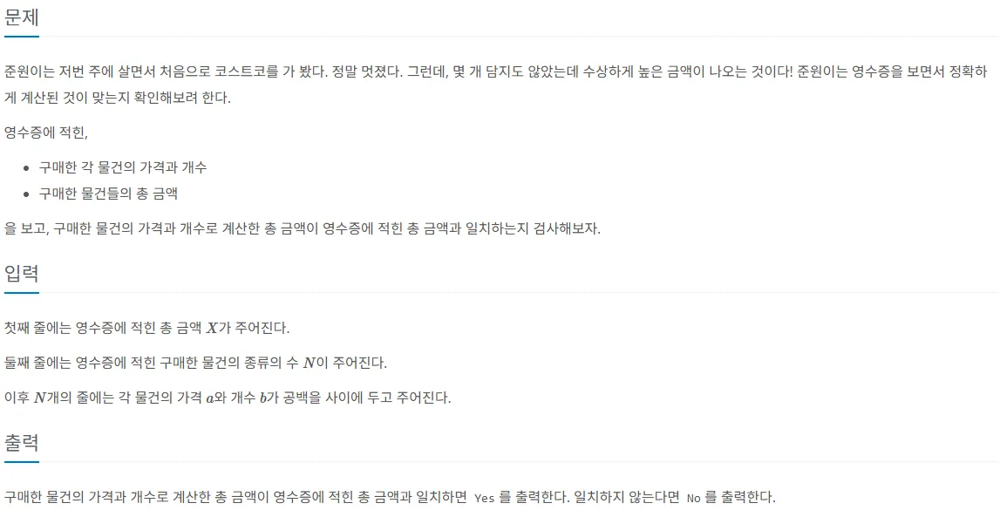 문제
준원이는 저번 주에 살면서 처음으로 코스트코를 가 봤다. 정말 멋졌다. 그런데, 몇 개 담지도 않았는데 수상하게 높은 금액이 나오는 것이다! 준원이는 영수증을 보면서 정확하
게 계산된 것이 맞는지 확인해보려 한다.
영수증에 적힌,
• 구매한 각 물건의 가격과 개수
• 구매한 물건들의 총 금액
을 보고, 구매한 물건의 가격과 개수로 계산한 총 금액이 영수증에 적힌 총 금액과 일치하는지 검사해보자.
입력
첫째 줄에는 영수증에 적힌 총 금액 X가 주어진다.
둘째 줄에는 영수증에 적힌 구매한 물건의 종류의 수 N이 주어진다.
이후 N개의 줄에는 각 물건의 가격 a와 개수 b가 공백을 사이에 두고 주어진다.
출력
구매한 물건의 가격과 개수로 계산한 총 금액이 영수증에 적힌 총 금액과 일치하면 Yes 를 출력한다. 일치하지 않는다면 No 를 출력한다.